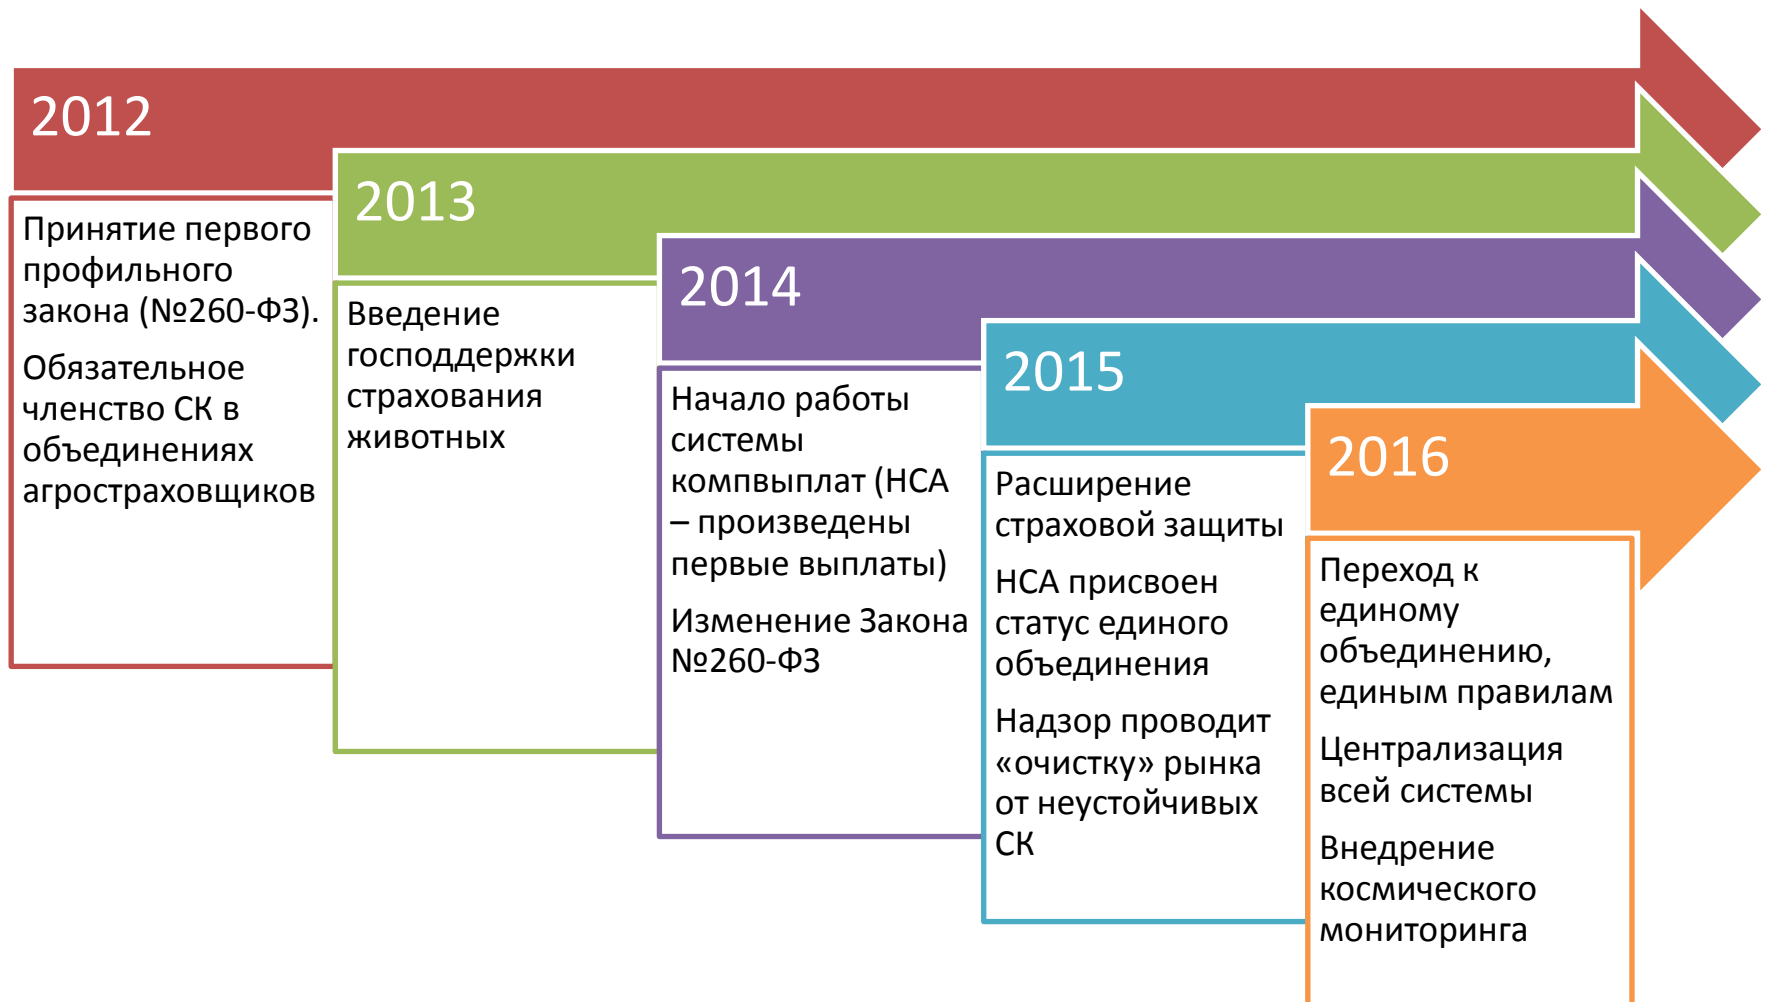 2012
Принятие первого
профильного
закона (№260-ФЗ).
Обязательное
членство СК в
объединениях
агростраховщиков
2013
Введение
господдержки
страхования
животных
2014
Начало работы
системы
компвыплат (НСА
– произведены
первые выплаты)
Изменение Закона
№260-ФЗ
2015
Расширение
страховой защиты
НСА присвоен
статус единого
объединения
Надзор проводит
«очистку» рынка
от неустойчивых
СК
2016
Переход к
единому
объединению,
единым правилам
Централизация
всей системы
Внедрение
космического
мониторинга